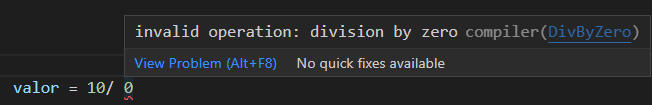 invalid operation: division by zero compiler(DivByZero)
View Problem (Alt+F8) No quick fixes available
valor = 10/ 0